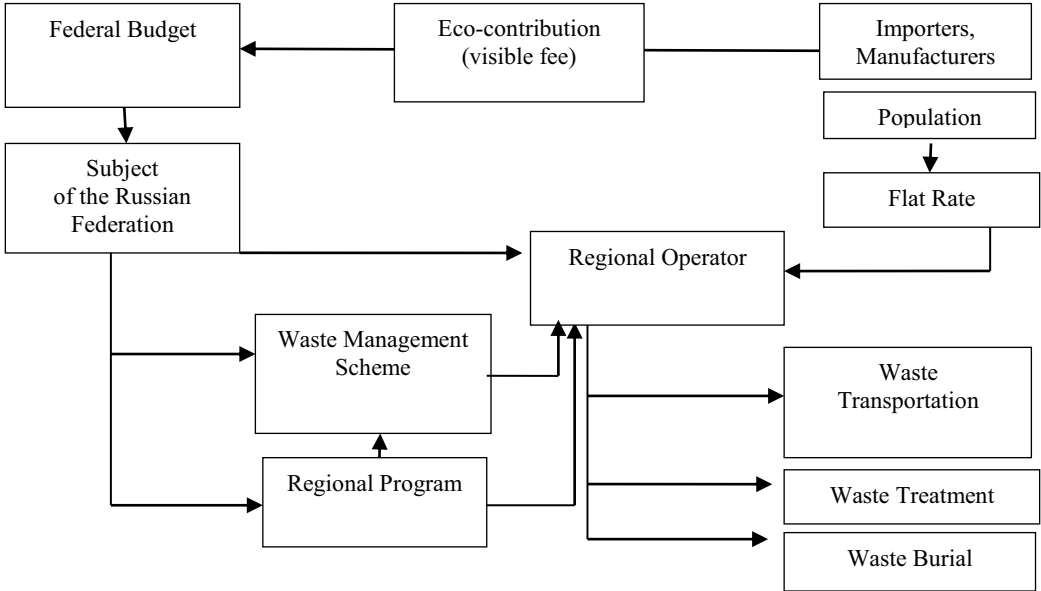 Federal Budget
Eco-contribution
(visible fee)
Importers,
Manufacturers
Population
Subject
of the Russian
Federation
Flat Rate
Regional Operator
Waste Management
Scheme
Waste
Transportation
Regional Program
Waste Treatment
Waste Burial